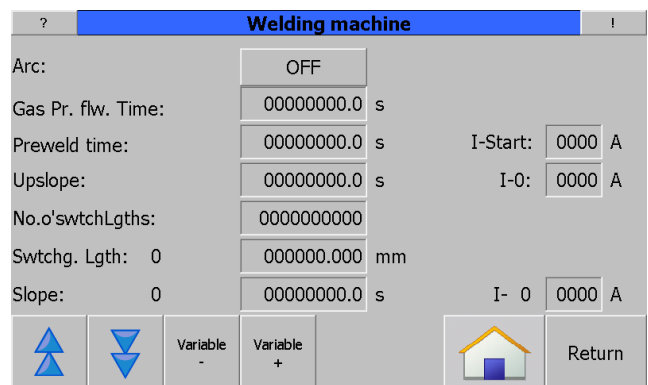 ? Welding machine !
Arc: OFF
Gas Pr. flw. Time: 00000000.0 s
Preweld time: 00000000.0 s I-Start: 0000 A
Upslope: 00000000.0 s I-0: 0000 A
No.o'swtchLgths: 0000000000
Swtchg. Lgth: 0 000000.000 mm
Slope: 0 00000000.0 s I- 0 0000 A
Variable - Variable + Return